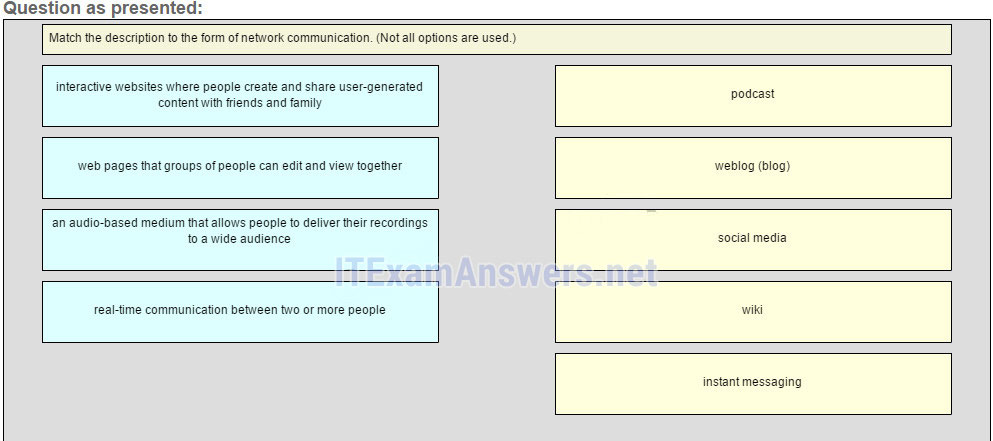 Question as presented:
Match the description to the form of network communication. (Not all options are used.)
interactive websites where people create and share user-generated
content with friends and family
podcast
web pages that groups of people can edit and view together
weblog (blog)
an audio-based medium that allows people to deliver their recordings
to a wide audience
social media
ITExamAnswers.net
real-time communication between two or more people
wiki
instant messaging